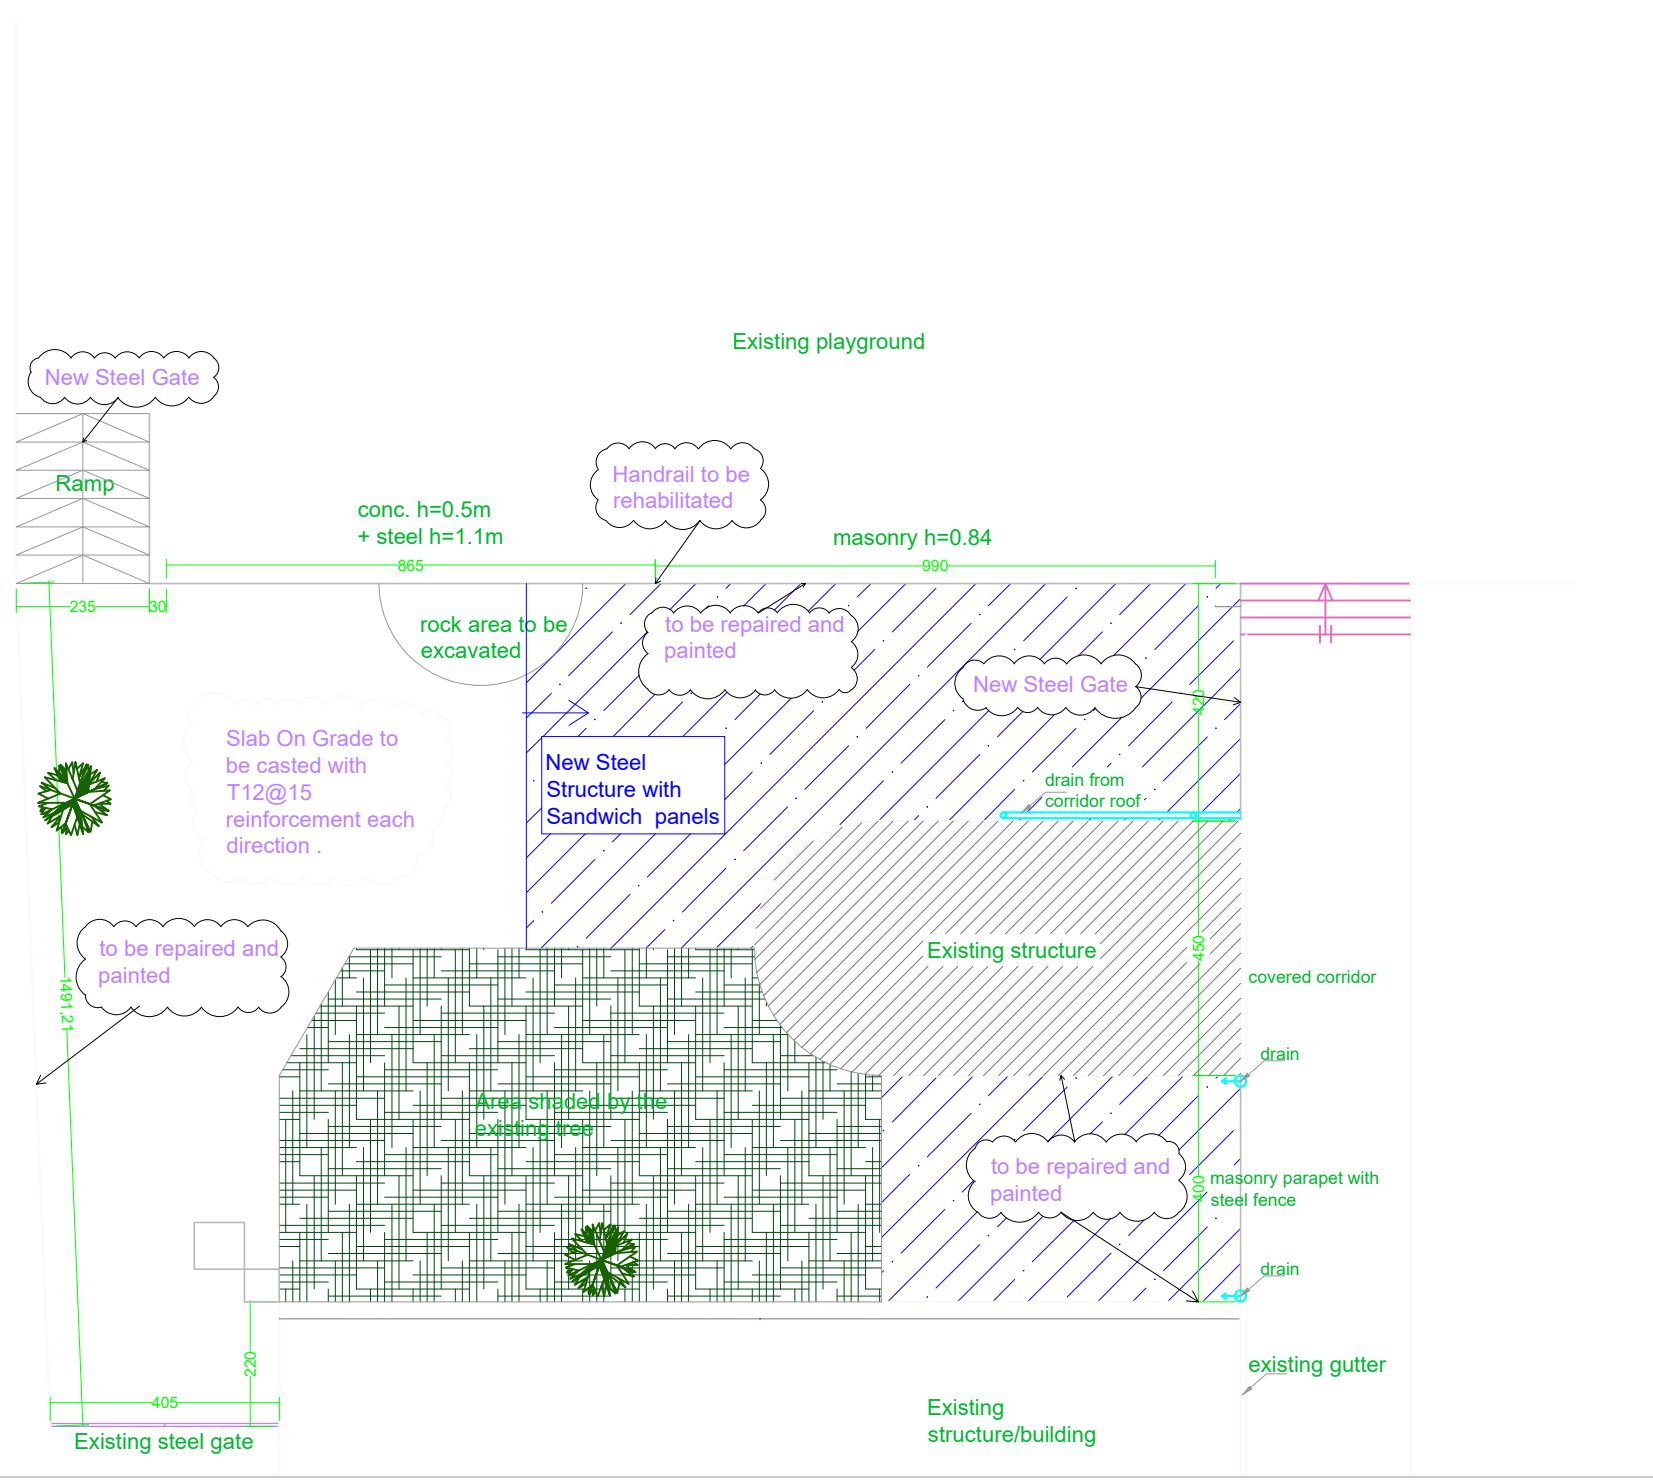 Existing playground
New Steel Gate
Ramp
Handrail to be
rehabilitated
conc. h=0.5m
+ steel h=1.1m
masonry h=0.84
865
990
235
30
rock area to be
excavated
to be repaired and
painted
New Steel Gate
420
Slab On Grade to
be casted with
T12@15
reinforcement each
direction .
New Steel
Structure with
Sandwich  panels
drain from
corridor roof
to be repaired and
painted
1491,21
Existing structure
450
covered corridor
drain
Area shaded by the
existing tree
to be repaired and
painted
400
masonry parapet with
steel fence
drain
220
existing gutter
405
Existing steel gate
Existing
structure/building